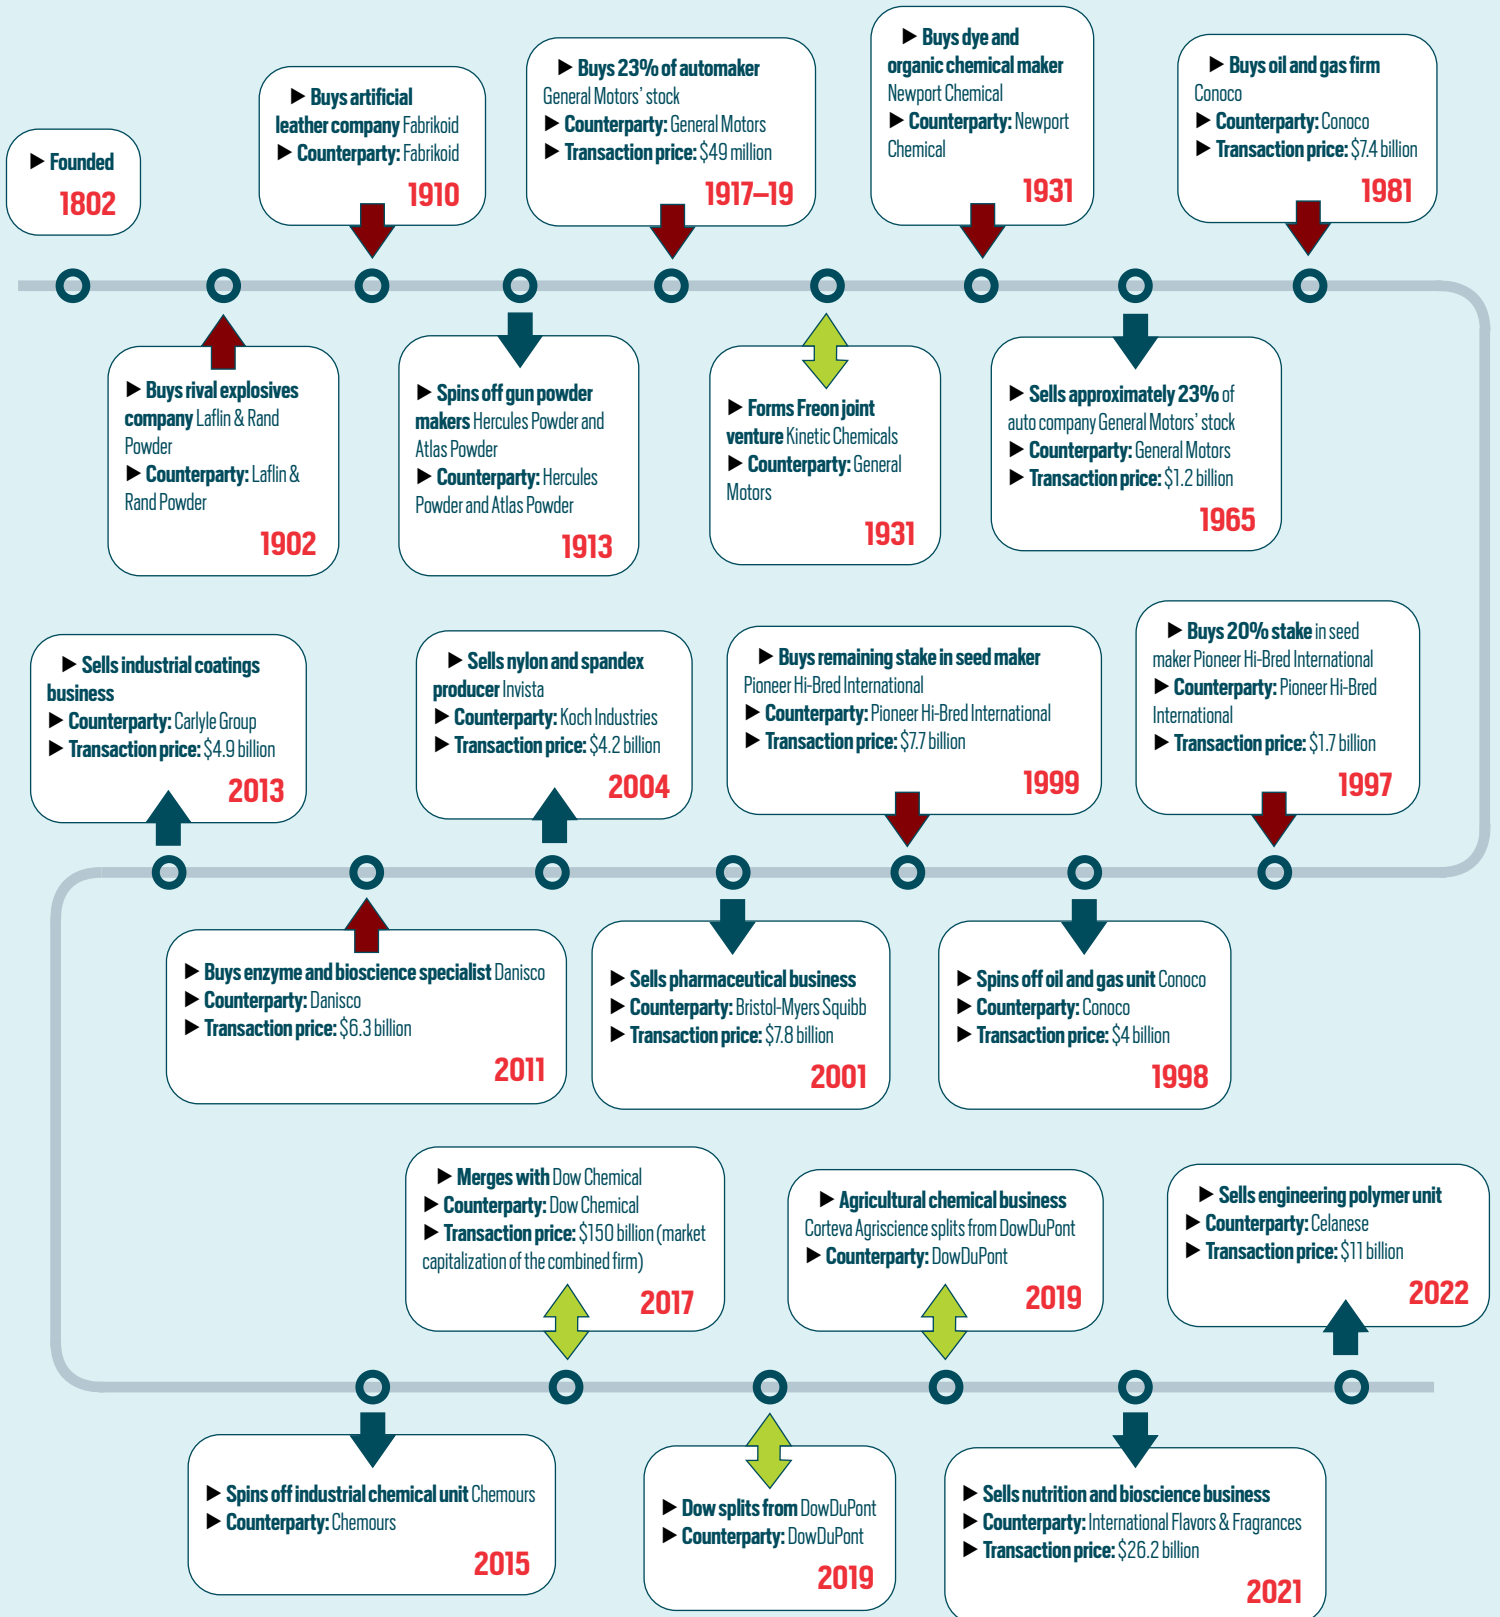 ▶ Founded
1802
▶ Buys rival explosives
company Laflin & Rand
Powder
▶ Counterparty: Laflin &
Rand Powder
1902
▶ Buys artificial
leather company Fabrikoid
▶ Counterparty: Fabrikoid
1910
▶ Spins off gun powder
makers Hercules Powder and
Atlas Powder
▶ Counterparty: Hercules
Powder and Atlas Powder
1913
▶ Buys 23% of automaker
General Motors’ stock
▶ Counterparty: General Motors
▶ Transaction price: $49 million
1917–19
▶ Forms Freon joint
venture Kinetic Chemicals
▶ Counterparty: General
Motors
1931
▶ Buys dye and
organic chemical maker
Newport Chemical
▶ Counterparty: Newport
Chemical
1931
▶ Sells approximately 23% of
auto company General Motors’ stock
▶ Counterparty: General Motors
▶ Transaction price: $1.2 billion
1965
▶ Buys oil and gas firm
Conoco
▶ Counterparty: Conoco
▶ Transaction price: $7.4 billion
1981
▶ Buys 20% stake in seed
maker Pioneer Hi-Bred International
▶ Counterparty: Pioneer Hi-Bred
International
▶ Transaction price: $1.7 billion
1997
▶ Spins off oil and gas unit Conoco
▶ Counterparty: Conoco
▶ Transaction price: $4 billion
1998
▶ Buys remaining stake in seed maker
Pioneer Hi-Bred International
▶ Counterparty: Pioneer Hi-Bred International
▶ Transaction price: $7.7 billion
1999
▶ Sells pharmaceutical business
▶ Counterparty: Bristol-Myers Squibb
▶ Transaction price: $7.8 billion
2001
▶ Sells nylon and spandex
producer Invista
▶ Counterparty: Koch Industries
▶ Transaction price: $4.2 billion
2004
▶ Buys enzyme and bioscience specialist Danisco
▶ Counterparty: Danisco
▶ Transaction price: $6.3 billion
2011
▶ Sells industrial coatings
business
▶ Counterparty: Carlyle Group
▶ Transaction price: $4.9 billion
2013
▶ Spins off industrial chemical unit Chemours
▶ Counterparty: Chemours
2015
▶ Merges with Dow Chemical
▶ Counterparty: Dow Chemical
▶ Transaction price: $150 billion (market
capitalization of the combined firm)
2017
▶ Dow splits from DowDuPont
▶ Counterparty: DowDuPont
2019
▶ Agricultural chemical business
Corteva Agriscience splits from DowDuPont
▶ Counterparty: DowDuPont
2019
▶ Sells nutrition and bioscience business
▶ Counterparty: International Flavors & Fragrances
▶ Transaction price: $26.2 billion
2021
▶ Sells engineering polymer unit
▶ Counterparty: Celanese
▶ Transaction price: $11 billion
2022